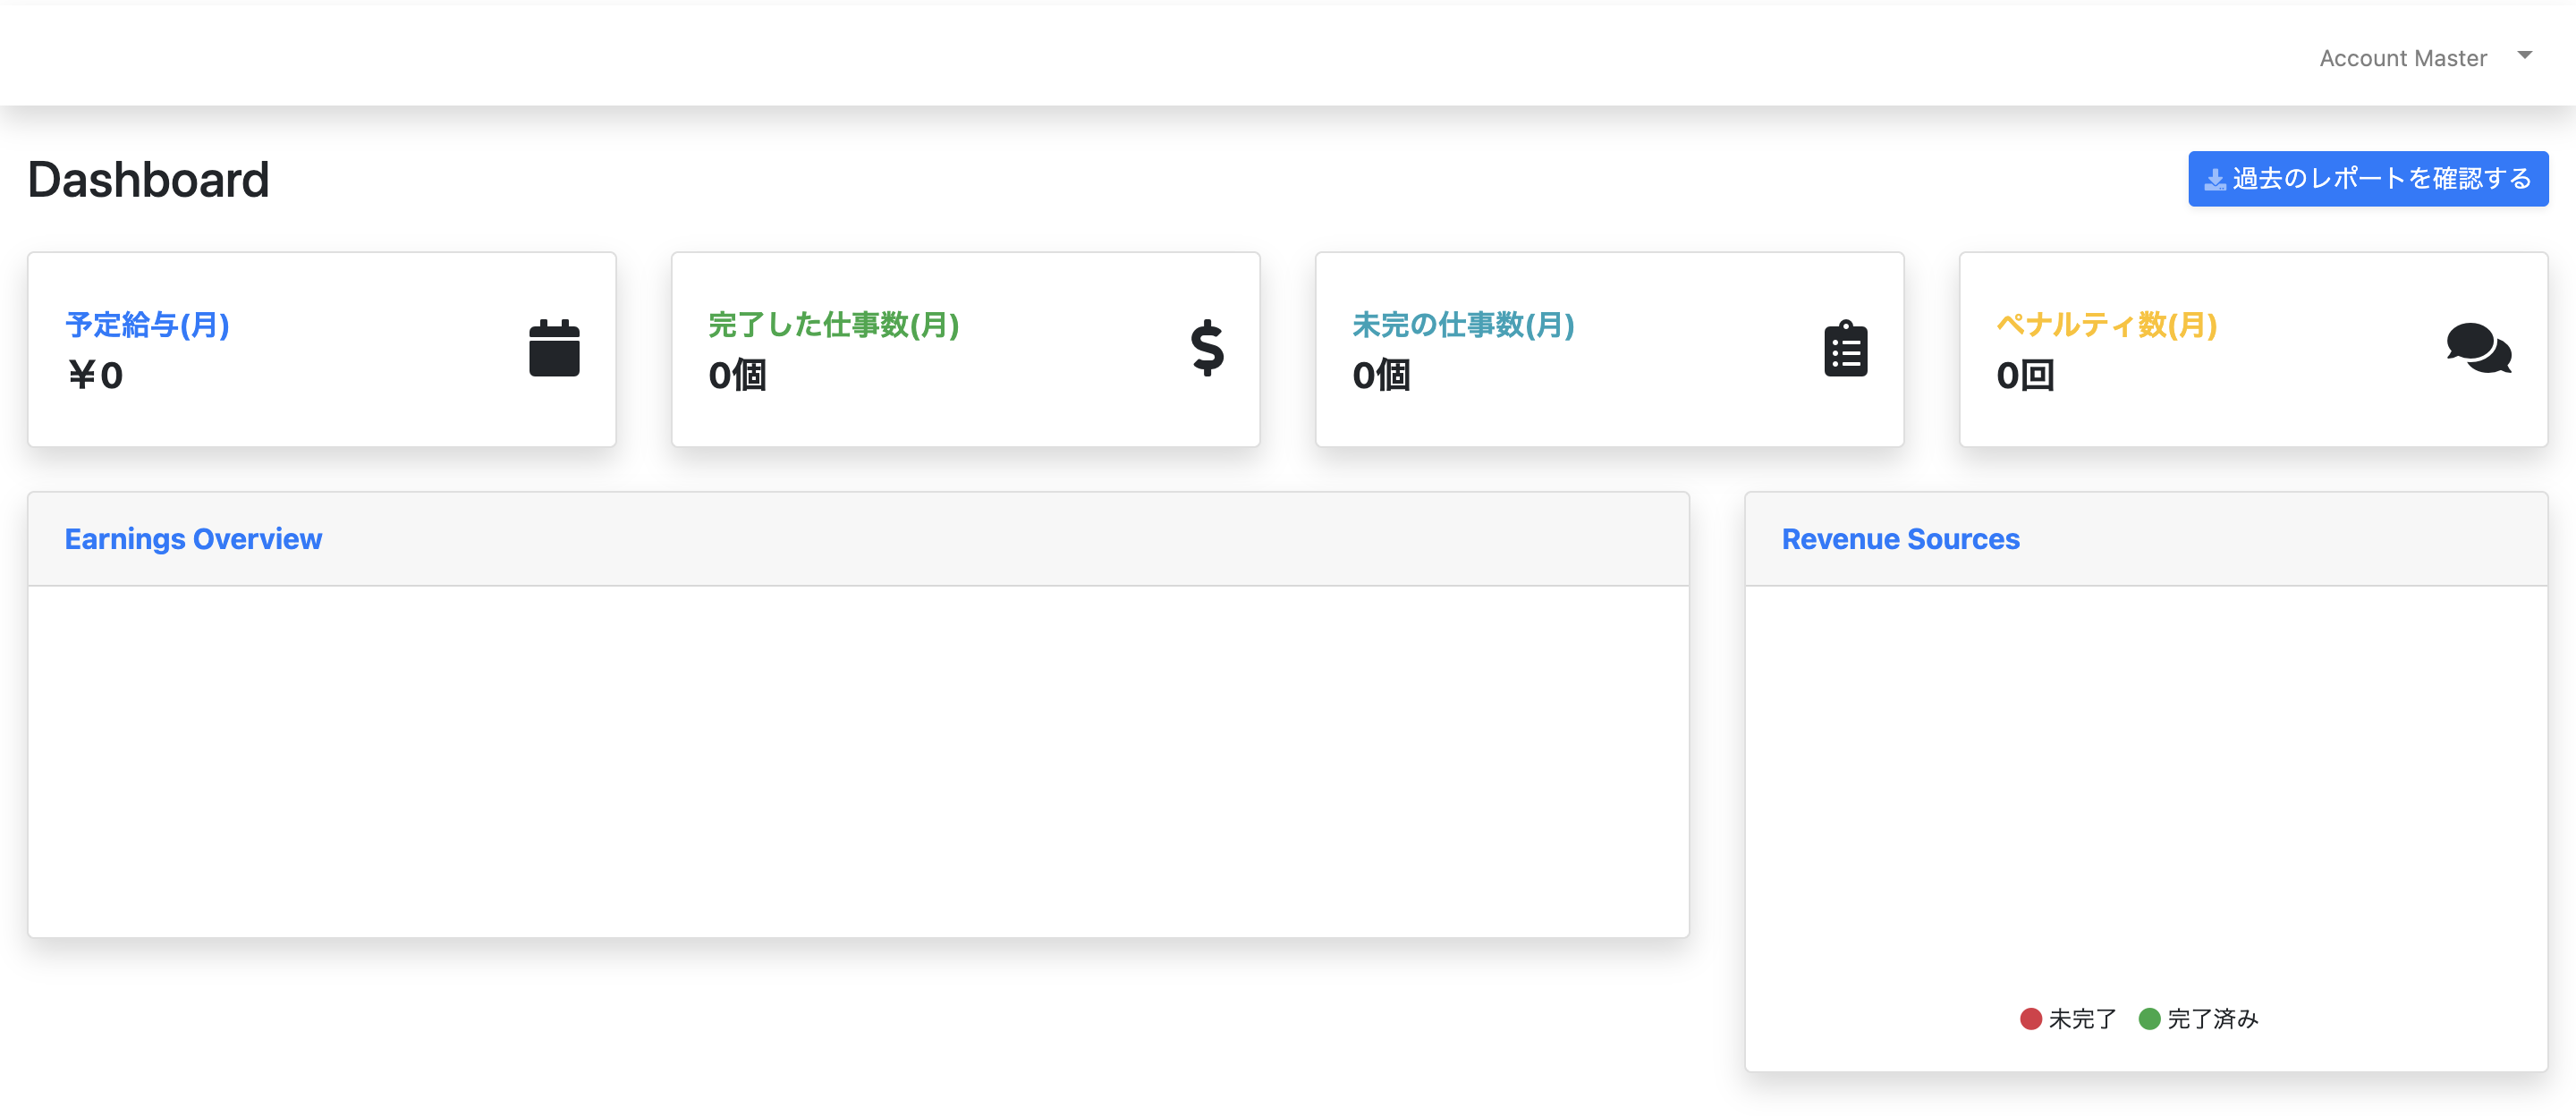 Account Master
Dashboard
過去のレポートを確認する
予定給与(月)
¥0
完了した仕事数(月)
0個
未完の仕事数(月)
0個
ペナルティ数(月)
0回
Earnings Overview
Revenue Sources
未完了 完了済み